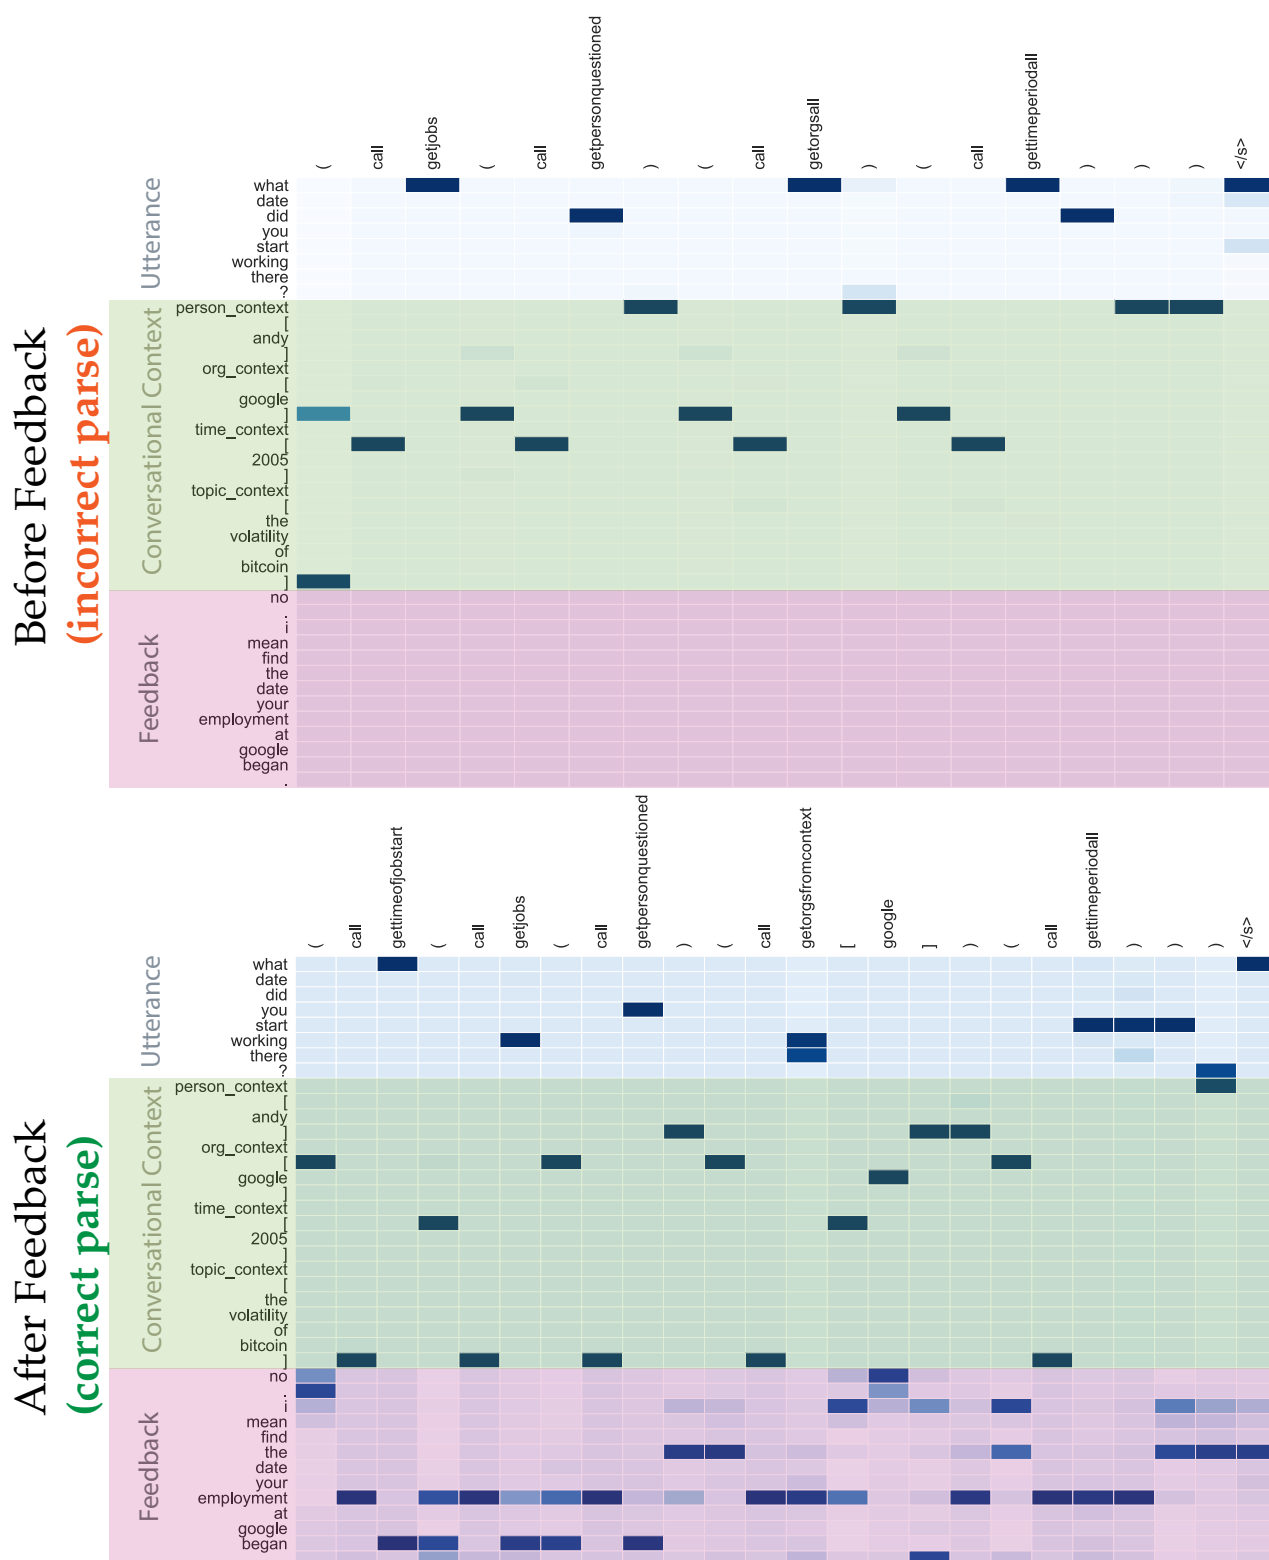 Before Feedback
(incorrect parse)
( call getjobs ( call getpersonquestioned ) ( call getorgsall ) ( call gettimeperiodall ) ) ) </s>
Utterance
what
date
did
you
start
working
there
?
Conversational Context
person_context
[
andy
]
org_context
[
google
]
time_context
[
2005
]
topic_context
[
the
volatility
of
bitcoin
]
Feedback
no
.
i
mean
find
the
date
your
employment
at
google
began
.
After Feedback
(correct parse)
( call gettimeofjobstart ( call getjobs ( call getpersonquestioned ) ( call getorgsfromcontext [ google ] ) ( call gettimeperiodall ) ) ) </s>
Utterance
what
date
did
you
start
working
there
?
Conversational Context
person_context
[
andy
]
org_context
[
google
]
time_context
[
2005
]
topic_context
[
the
volatility
of
bitcoin
]
Feedback
no
.
i
mean
find
the
date
your
employment
at
google
began